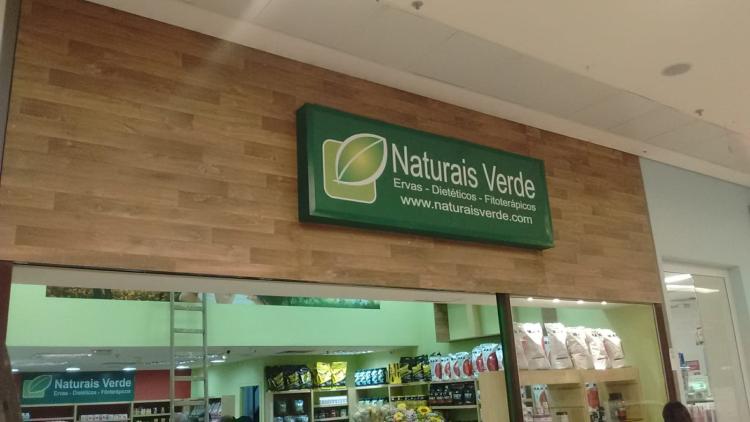 Naturais Verde
Ervas - Dietéticos - Fitoterápicos
www.naturaisverde.com
Naturais Verde
Ervas - Dietéticos - Fitoterápicos